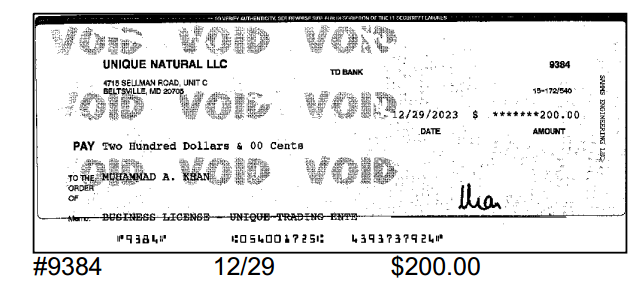 TO VERIFY AUTHENTICITY, SEE REVERSE SIDE FOR DESCRIPTION OF THE 11 SECURITY FEATURES
VOID VOID VOID
UNIQUE NATURAL LLC
TD BANK
9384
4715 SELLMAN ROAD, UNIT C
BELTSVILLE, MD 20705
15-172/540
VOID VOID VOID
12/29/2023 $ *******200.00
DATE AMOUNT
PAY Two Hundred Dollars & 00 Cents
VOID VOID VOID
TO THE MUHAMMAD A. KHAN
ORDER
OF
Memo: BUSINESS LICENSE - UNIQUE TRADING ENTE
⑈9384⑈ ⑆054001725⑆ 4393737924⑈
#9384 12/29 $200.00